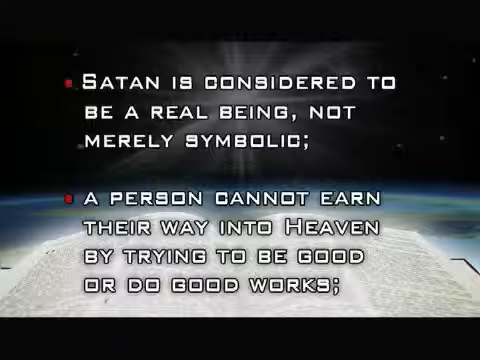 Satan is considered to
be a real being, not
merely symbolic;
a person cannot earn
their way into Heaven
by trying to be good
or do good works;